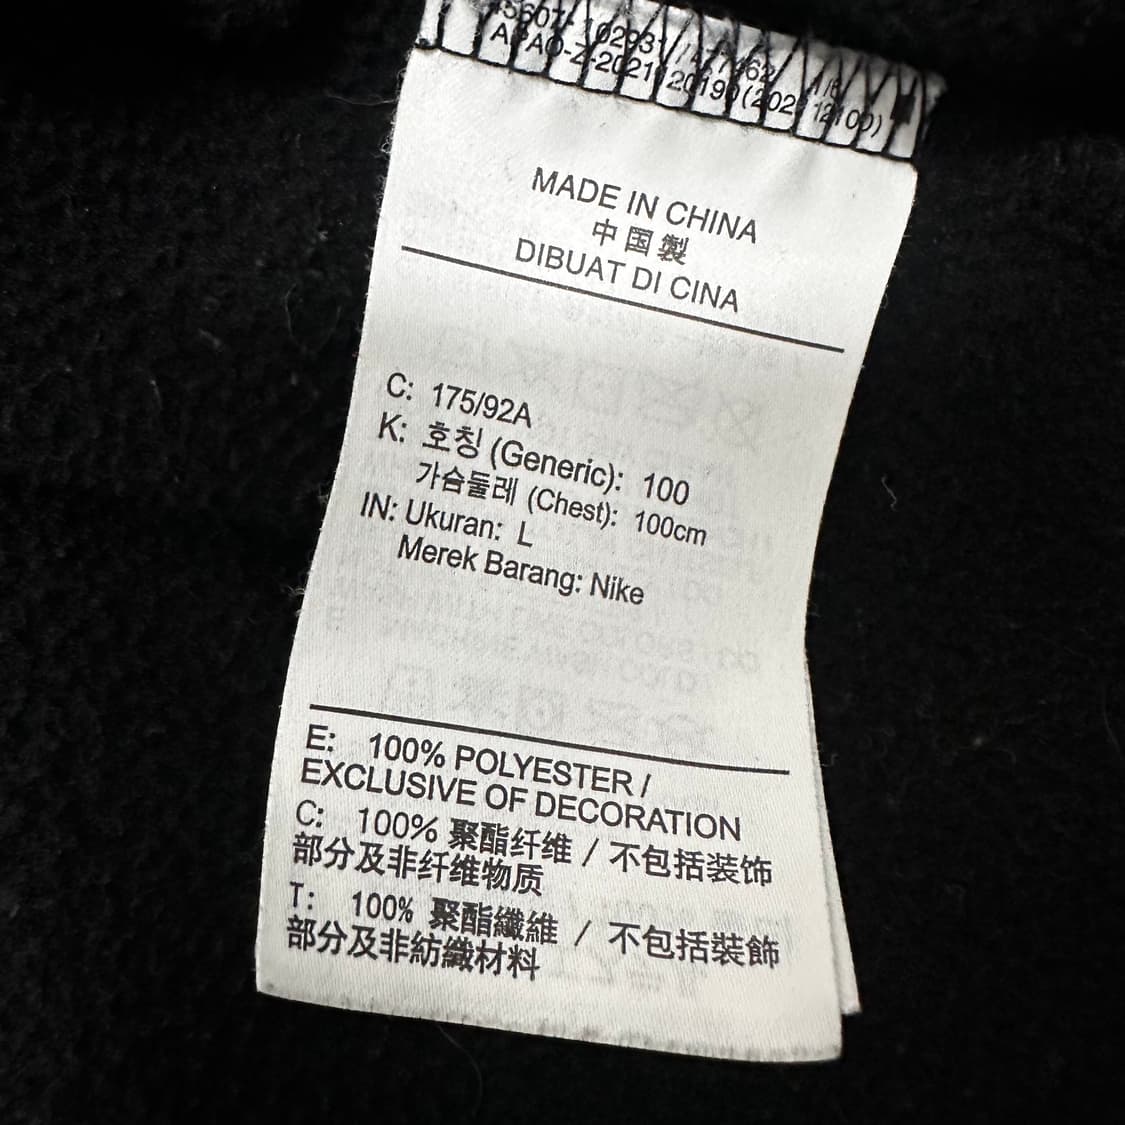 MADE IN CHINA
中国製
DIBUAT DI CINA
C: 175/92A
K: 호칭 (Generic): 100
가슴둘레 (Chest): 100cm
IN: Ukuran: L
Merek Barang: Nike
E: 100% POLYESTER /
EXCLUSIVE OF DECORATION
C: 100% 聚酯纤维 / 不包括装饰
部分及非纤维物质
T: 100% 聚酯纖維 / 不包括裝飾
部分及非紡織材料